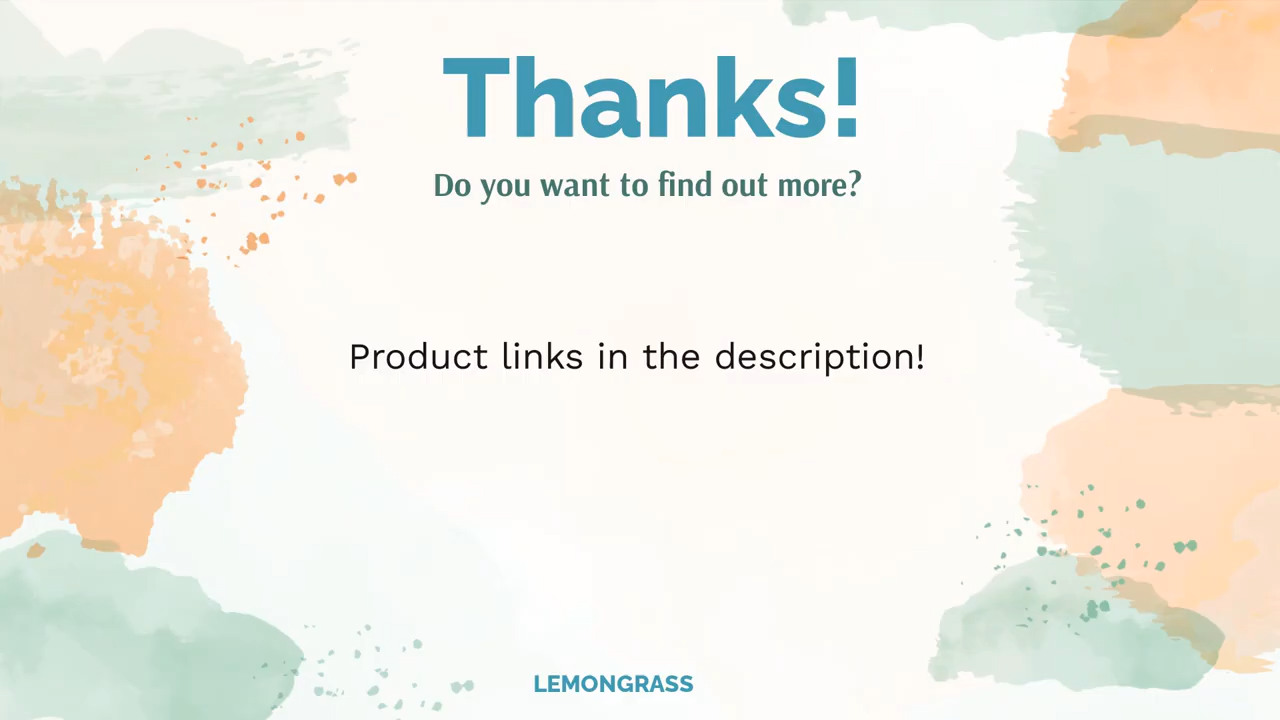 Thanks!
Do you want to find out more?
Product links in the description!
LEMONGRASS